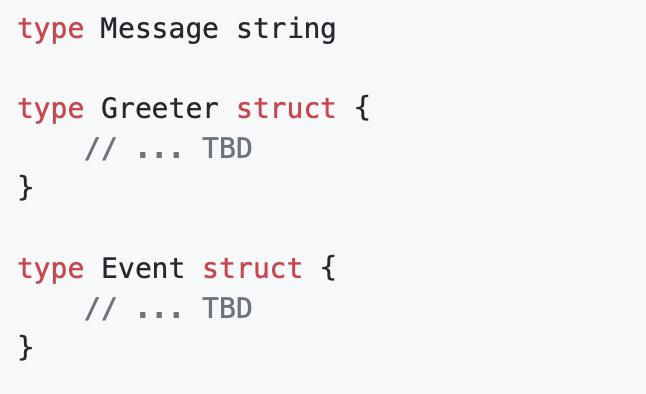 type Message string
type Greeter struct {
    // ... TBD
}
type Event struct {
    // ... TBD
}